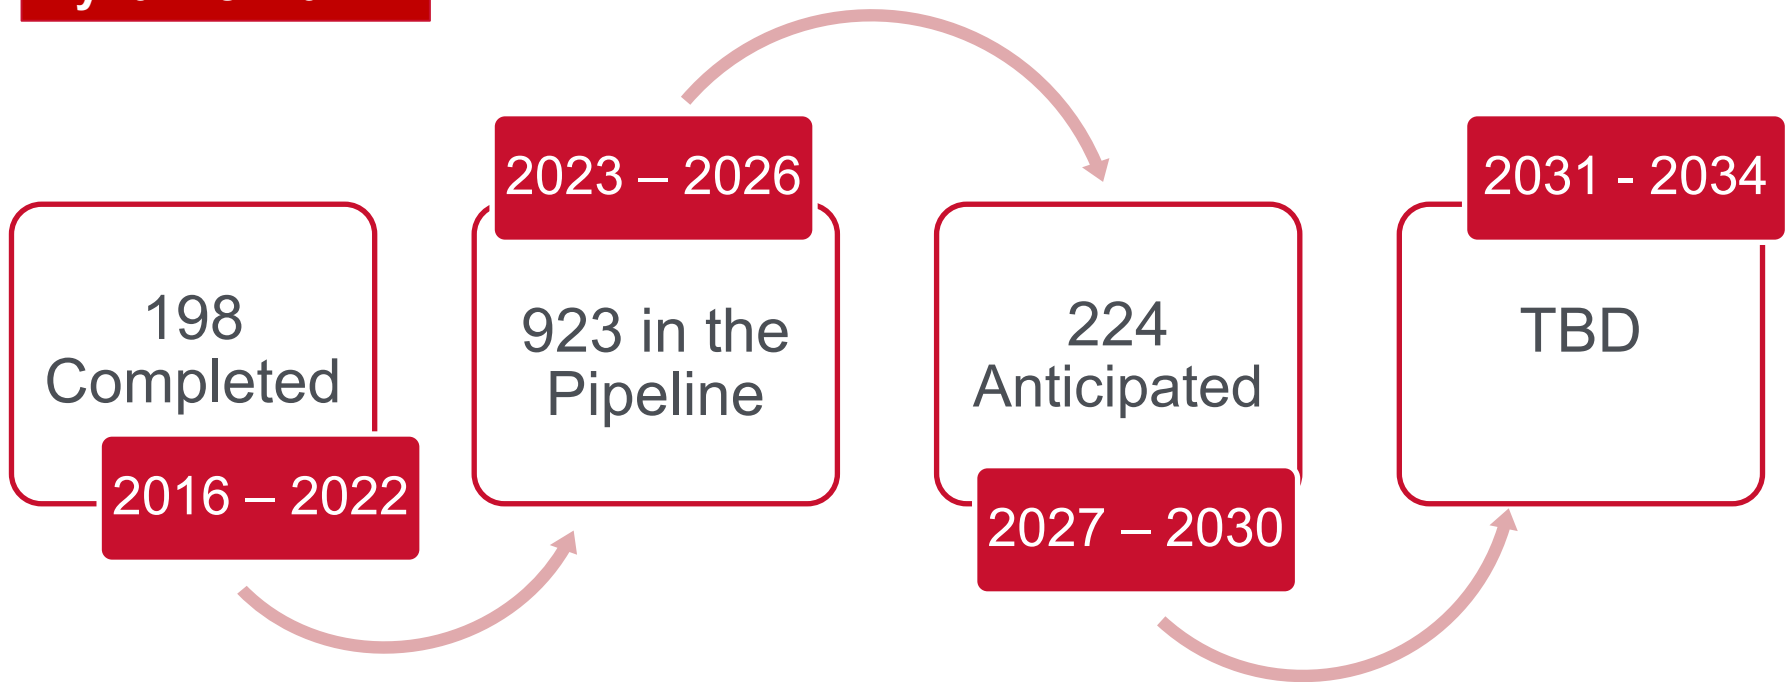 198
Completed
2016 – 2022
2023 – 2026
923 in the
Pipeline
224
Anticipated
2027 – 2030
2031 - 2034
TBD